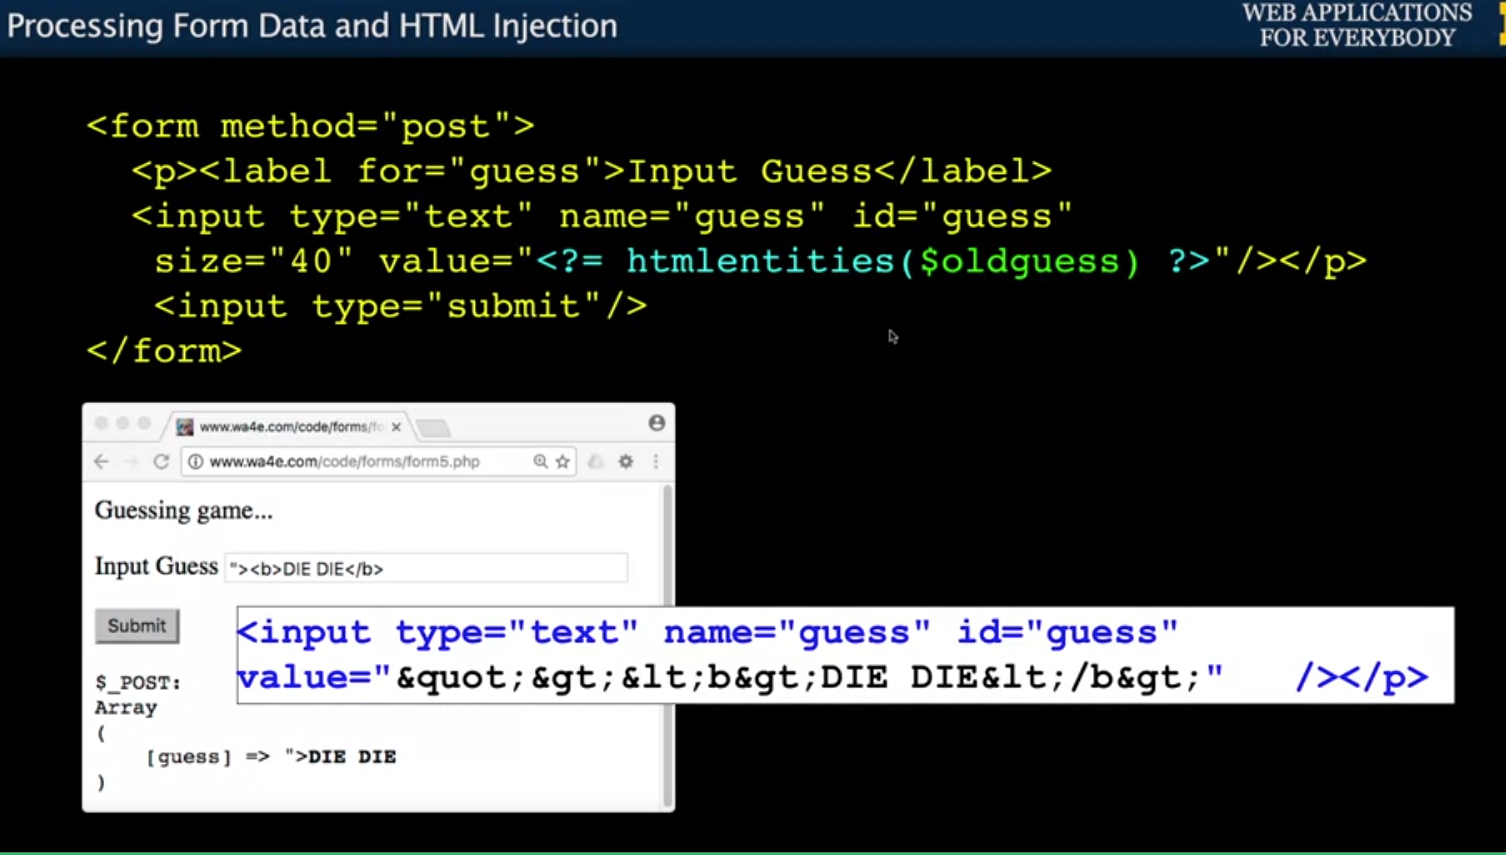 Processing Form Data and HTML Injection
WEB APPLICATIONS
FOR EVERYBODY
<form method="post">
<p><label for="guess">Input Guess</label>
<input type="text" name="guess" id="guess"
size="40" value="<?= htmlentities($oldguess) ?>"/></p>
<input type="submit"/>
</form>
www.wa4e.com/code/forms/fo
www.wa4e.com/code/forms/form5.php
Guessing game...
Input Guess "><b>DIE DIE</b>
Submit
<input type="text" name="guess" id="guess"
value="&quot;&gt;&lt;b&gt;DIE DIE&lt;/b&gt;" /></p>
$_POST:
Array
(
[guess] => ">DIE DIE
)